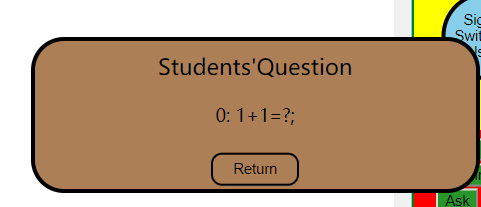 Students'Question
0: 1+1=?;
Return
Ask